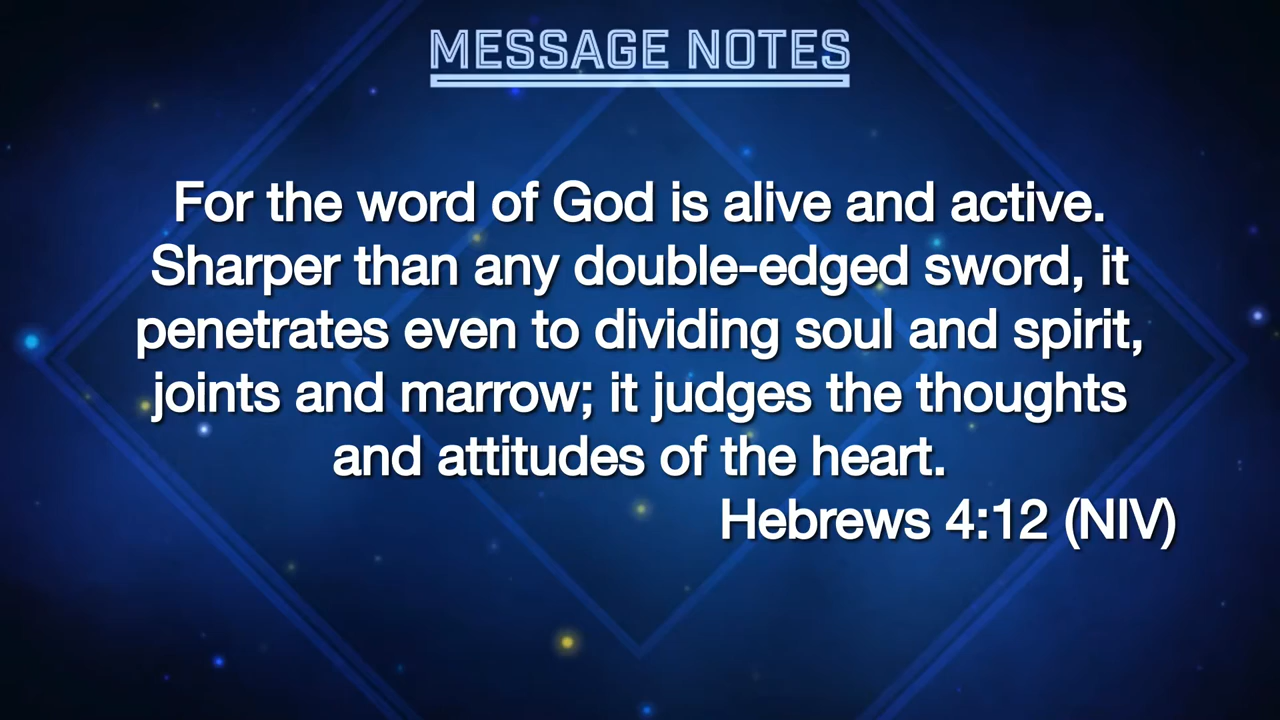 MESSAGE NOTES
For the word of God is alive and active.
Sharper than any double-edged sword, it
penetrates even to dividing soul and spirit,
joints and marrow; it judges the thoughts
and attitudes of the heart.
Hebrews 4:12 (NIV)